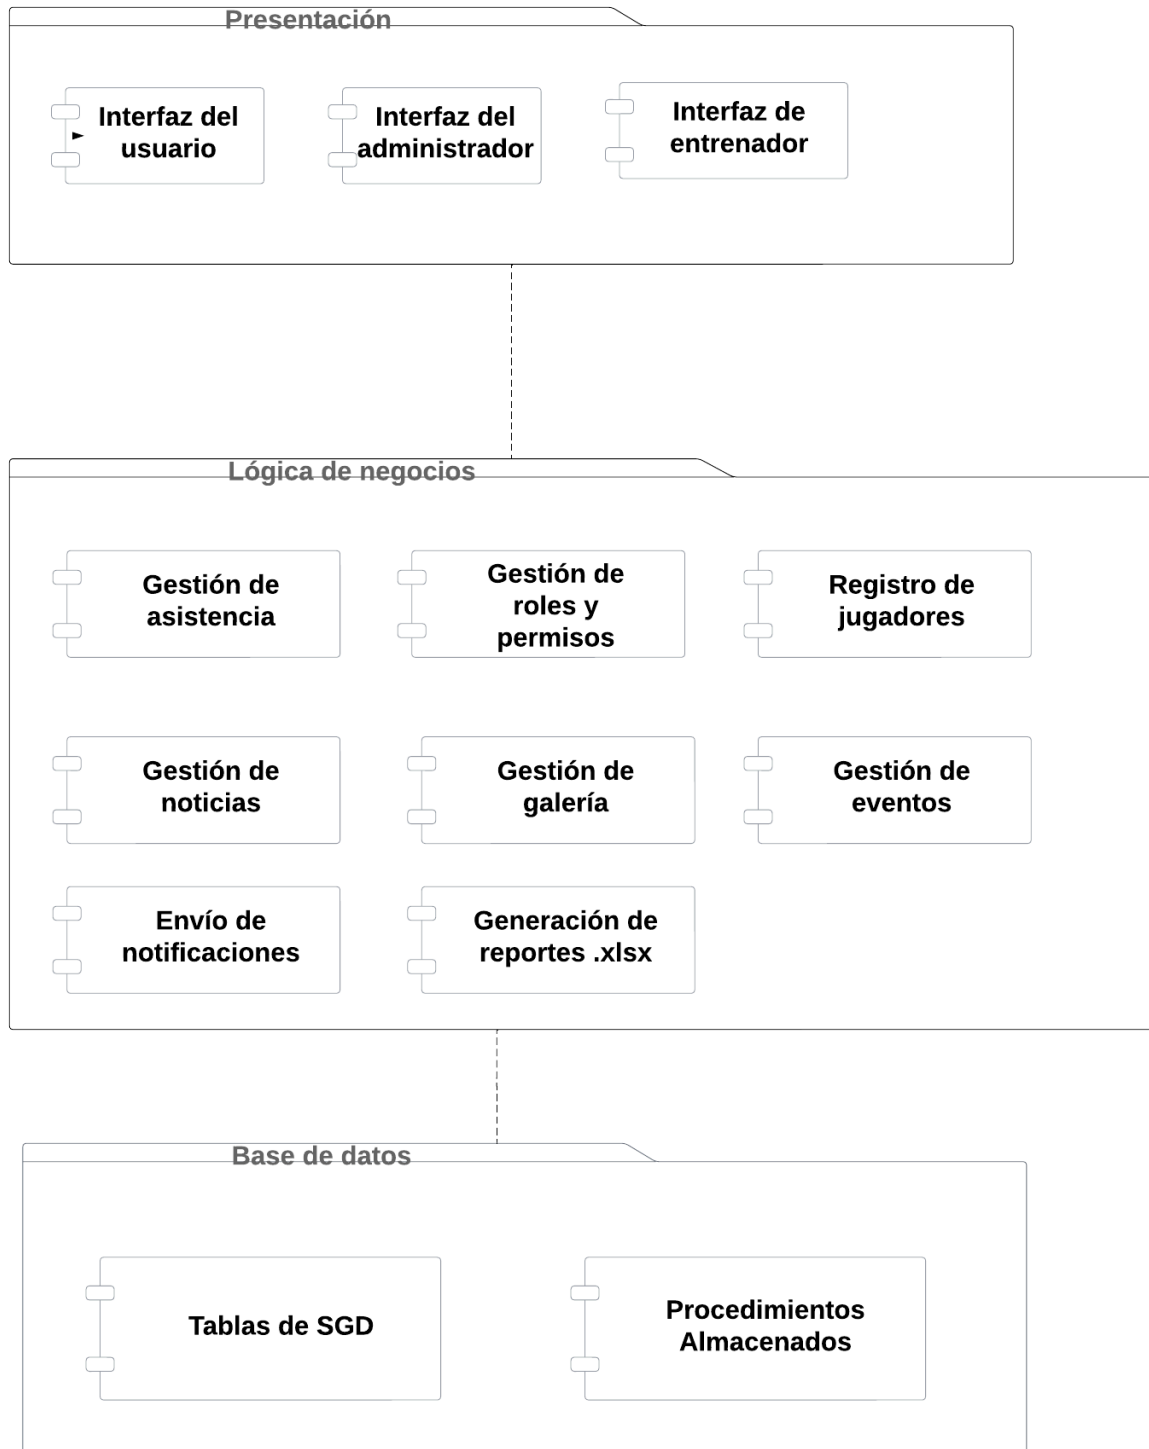 Presentación
Interfaz del
usuario
Interfaz del
administrador
Interfaz de
entrenador
Lógica de negocios
Gestión de
asistencia
Gestión de
roles y
permisos
Registro de
jugadores
Gestión de
noticias
Gestión de
galería
Gestión de
eventos
Envío de
notificaciones
Generación de
reportes .xlsx
Base de datos
Tablas de SGD
Procedimientos
Almacenados